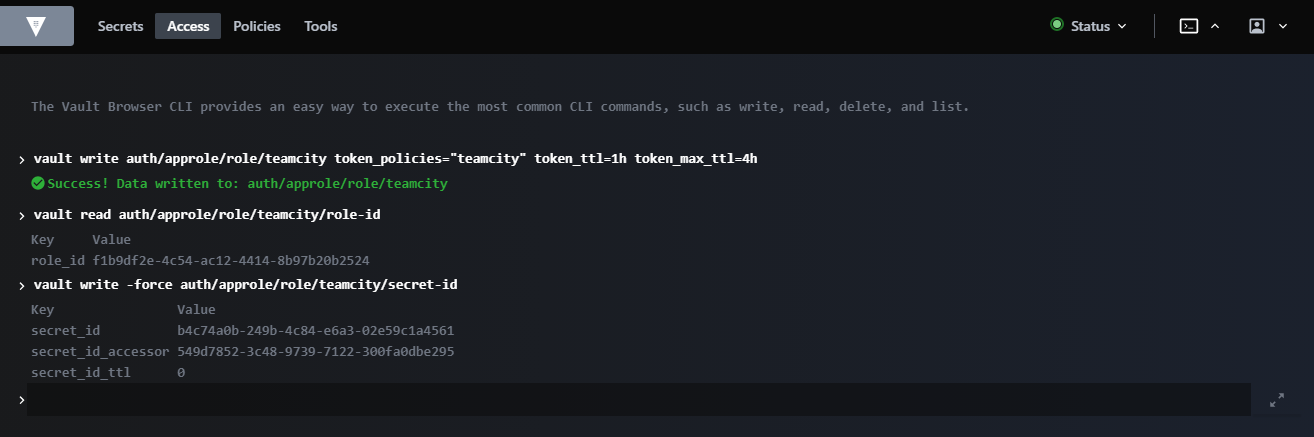 Secrets Access Policies Tools Status
The Vault Browser CLI provides an easy way to execute the most common CLI commands, such as write, read, delete, and list.
> vault write auth/approle/role/teamcity token_policies="teamcity" token_ttl=1h token_max_ttl=4h
Success! Data written to: auth/approle/role/teamcity
> vault read auth/approle/role/teamcity/role-id
Key Value
role_id f1b9df2e-4c54-ac12-4414-8b97b20b2524
> vault write -force auth/approle/role/teamcity/secret-id
Key Value
secret_id b4c74a0b-249b-4c84-e6a3-02e59c1a4561
secret_id_accessor 549d7852-3c48-9739-7122-300fa0dbe295
secret_id_ttl 0
>